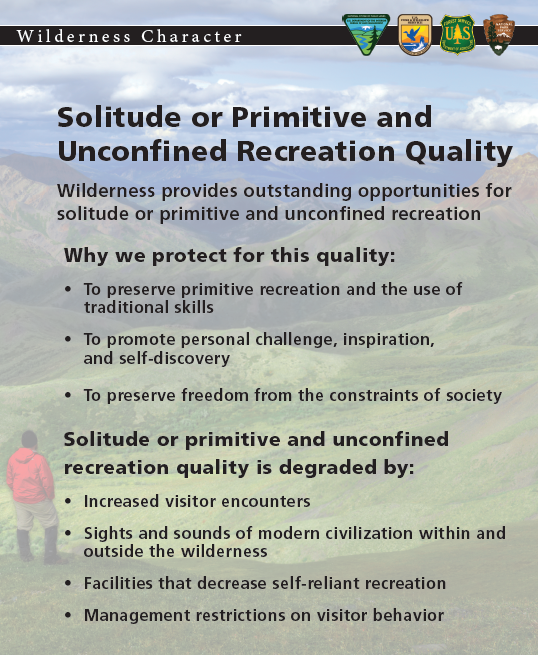 Wilderness Character
Solitude or Primitive and
Unconfined Recreation Quality
Wilderness provides outstanding opportunities for
solitude or primitive and unconfined recreation
Why we protect for this quality:
• To preserve primitive recreation and the use of
traditional skills
• To promote personal challenge, inspiration,
and self-discovery
• To preserve freedom from the constraints of society
Solitude or primitive and unconfined
recreation quality is degraded by:
• Increased visitor encounters
• Sights and sounds of modern civilization within and
outside the wilderness
• Facilities that decrease self-reliant recreation
• Management restrictions on visitor behavior